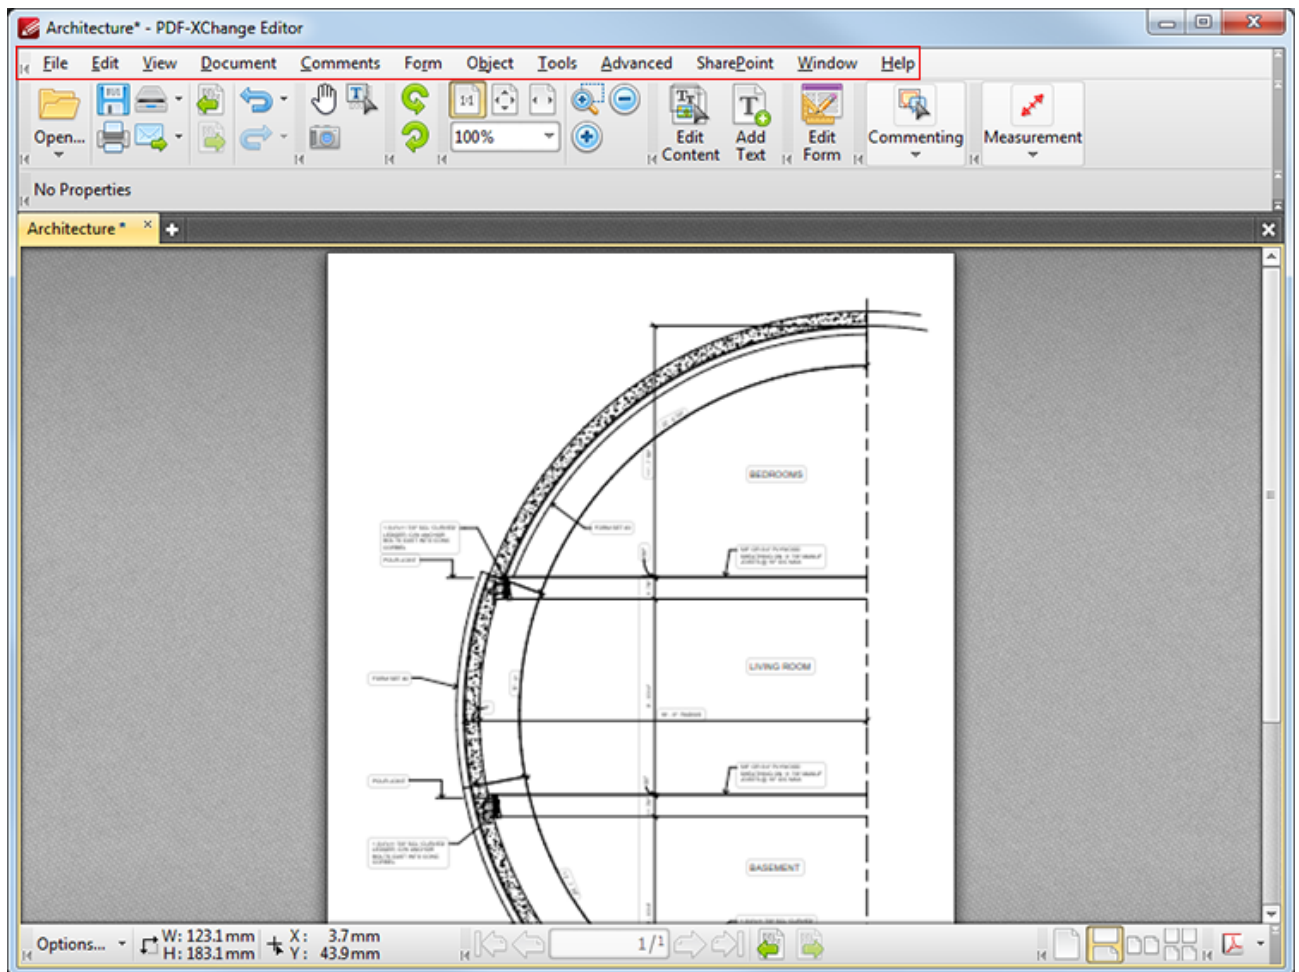 Architecture* - PDF-XChange Editor
File Edit View Document Comments Form Object Tools Advanced SharePoint Window Help
Open...
100%
Edit Content
Add Text
Edit Form
Commenting
Measurement
No Properties
Architecture *
BEDROOMS
LIVING ROOM
BASEMENT
Options...
W: 123.1 mm
H: 183.1 mm
X: 3.7 mm
Y: 43.9 mm
1/1